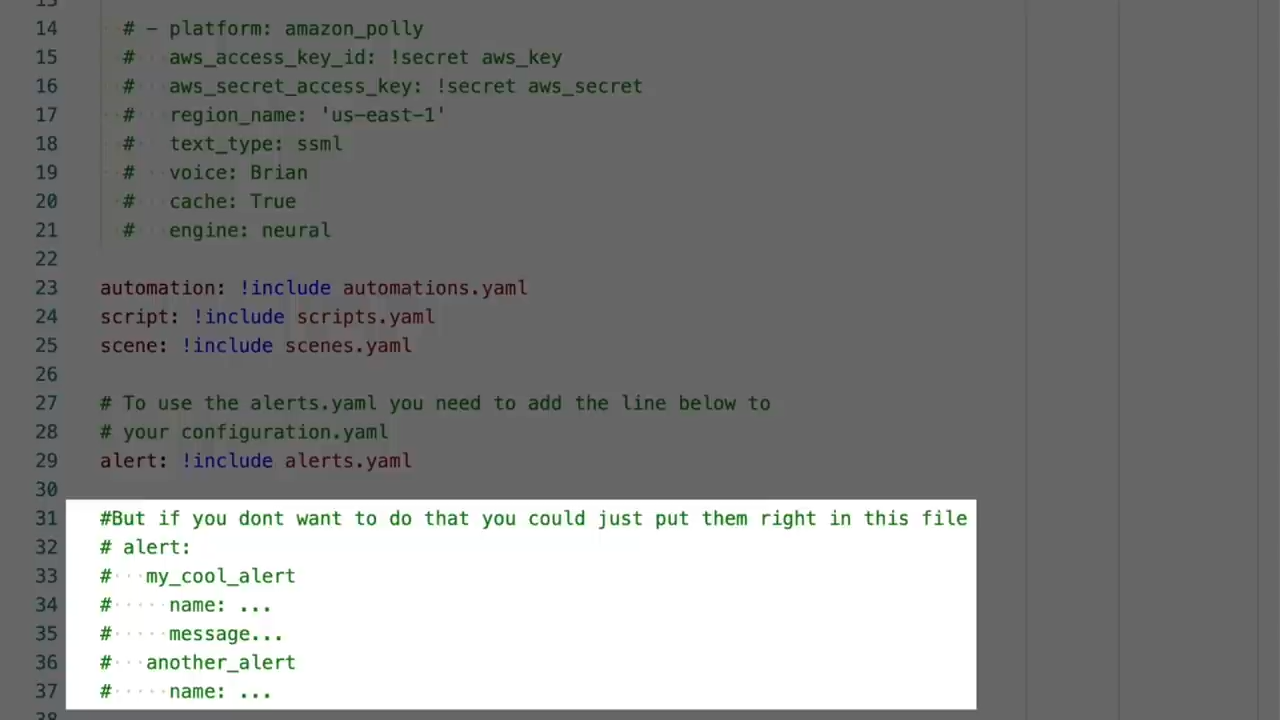 14 # - platform: amazon_polly
15 # aws_access_key_id: !secret aws_key
16 # aws_secret_access_key: !secret aws_secret
17 # region_name: 'us-east-1'
18 # text_type: ssml
19 # voice: Brian
20 # cache: True
21 # engine: neural
22
23 automation: !include automations.yaml
24 script: !include scripts.yaml
25 scene: !include scenes.yaml
26
27 # To use the alerts.yaml you need to add the line below to
28 # your configuration.yaml
29 alert: !include alerts.yaml
30
31 #But if you dont want to do that you could just put them right in this file
32 # alert:
33 # my_cool_alert
34 # name: ...
35 # message...
36 # another_alert
37 # name: ...